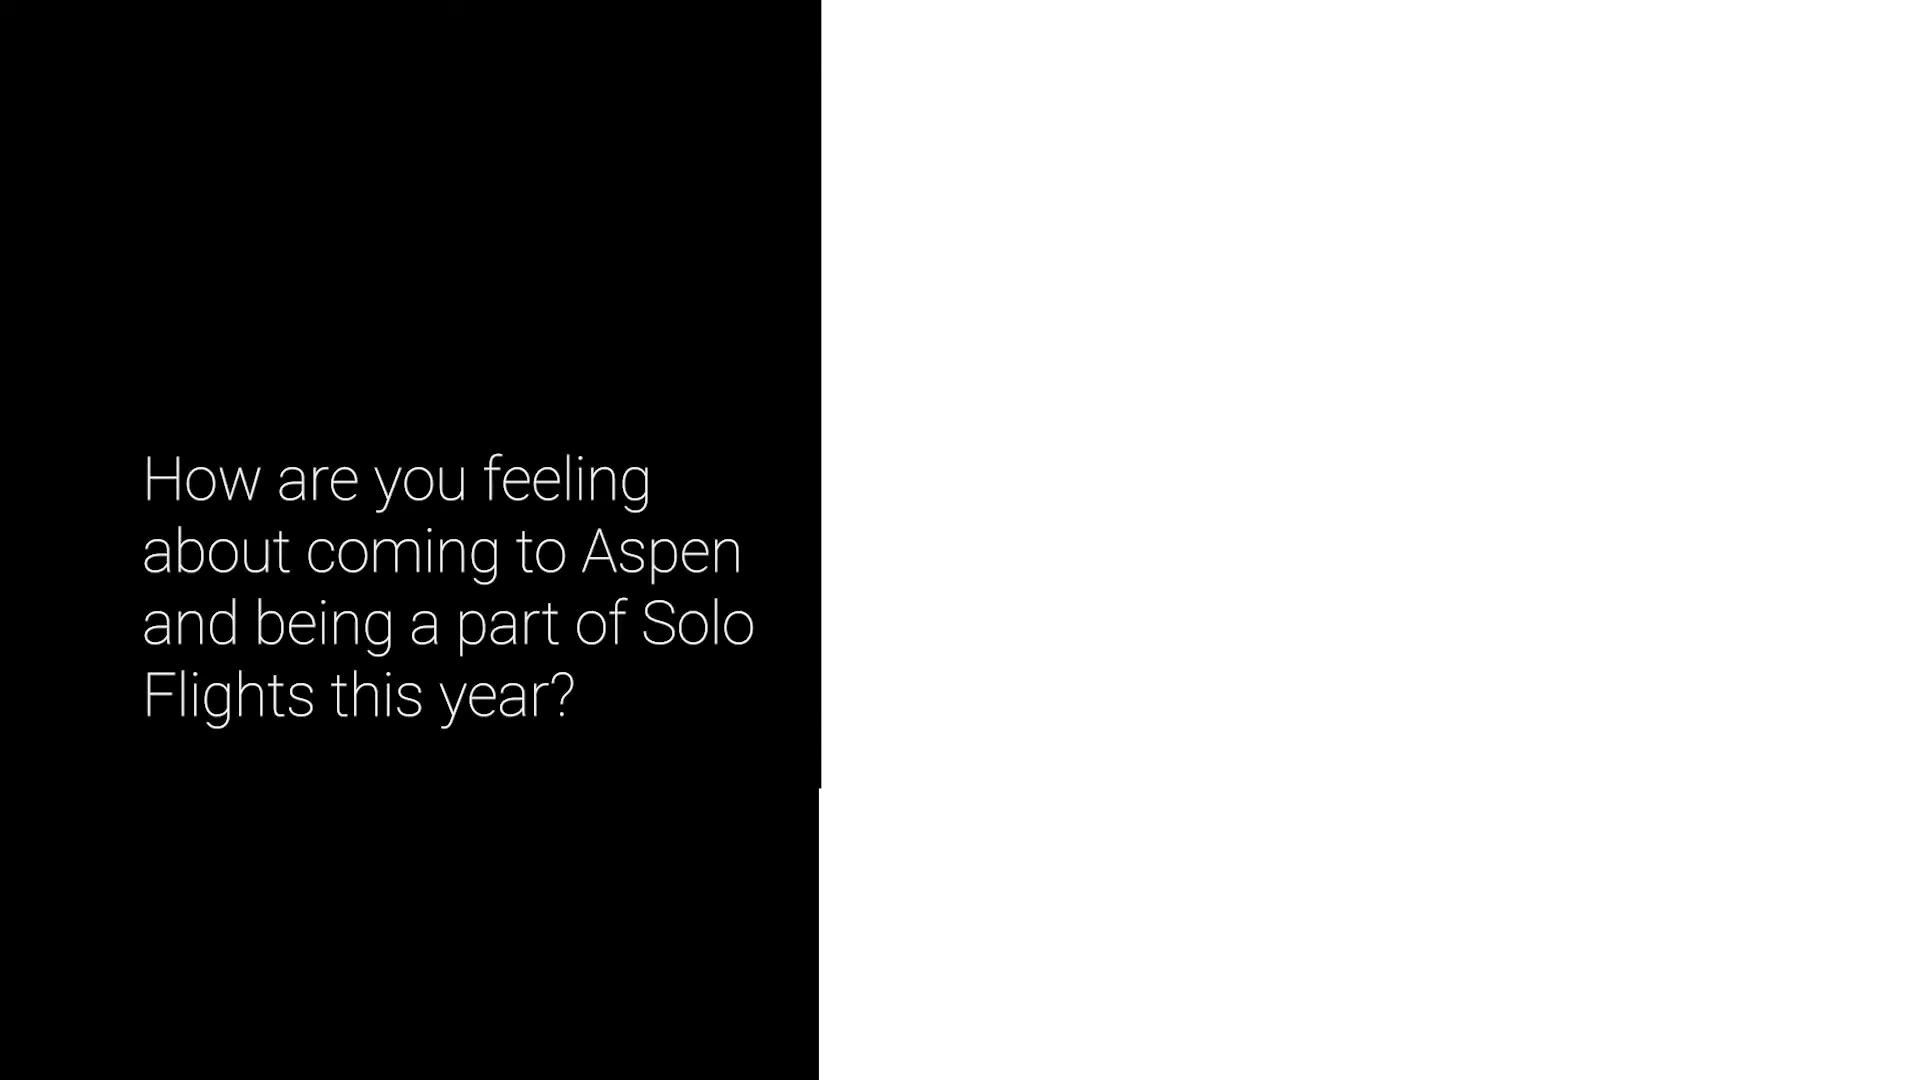 How are you feeling
about coming to Aspen
and being a part of Solo
Flights this year?